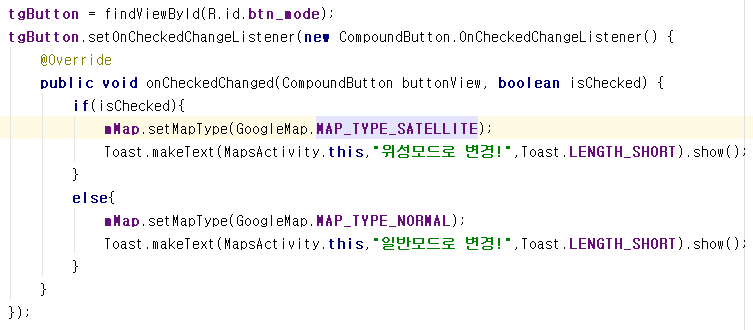 tgButton = findViewById(R.id.btn_mode);
tgButton.setOnCheckedChangeListener(new CompoundButton.OnCheckedChangeListener() {
@Override
public void onCheckedChanged(CompoundButton buttonView, boolean isChecked) {
if(isChecked){
mMap.setMapType(GoogleMap.MAP_TYPE_SATELLITE);
Toast.makeText(MapsActivity.this,"위성모드로 변경!",Toast.LENGTH_SHORT).show();
}
else{
mMap.setMapType(GoogleMap.MAP_TYPE_NORMAL);
Toast.makeText(MapsActivity.this,"일반모드로 변경!",Toast.LENGTH_SHORT).show();
}
}
});